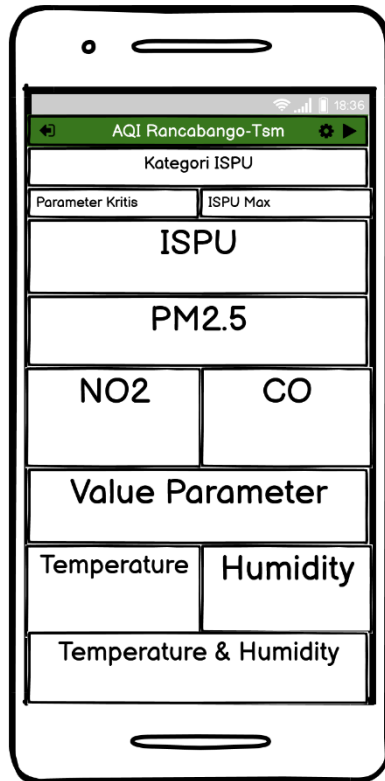 18:36
AQI Rancabango-Tsm
Kategori ISPU
Parameter Kritis
ISPU Max
ISPU
PM2.5
NO2
CO
Value Parameter
Temperature
Humidity
Temperature & Humidity